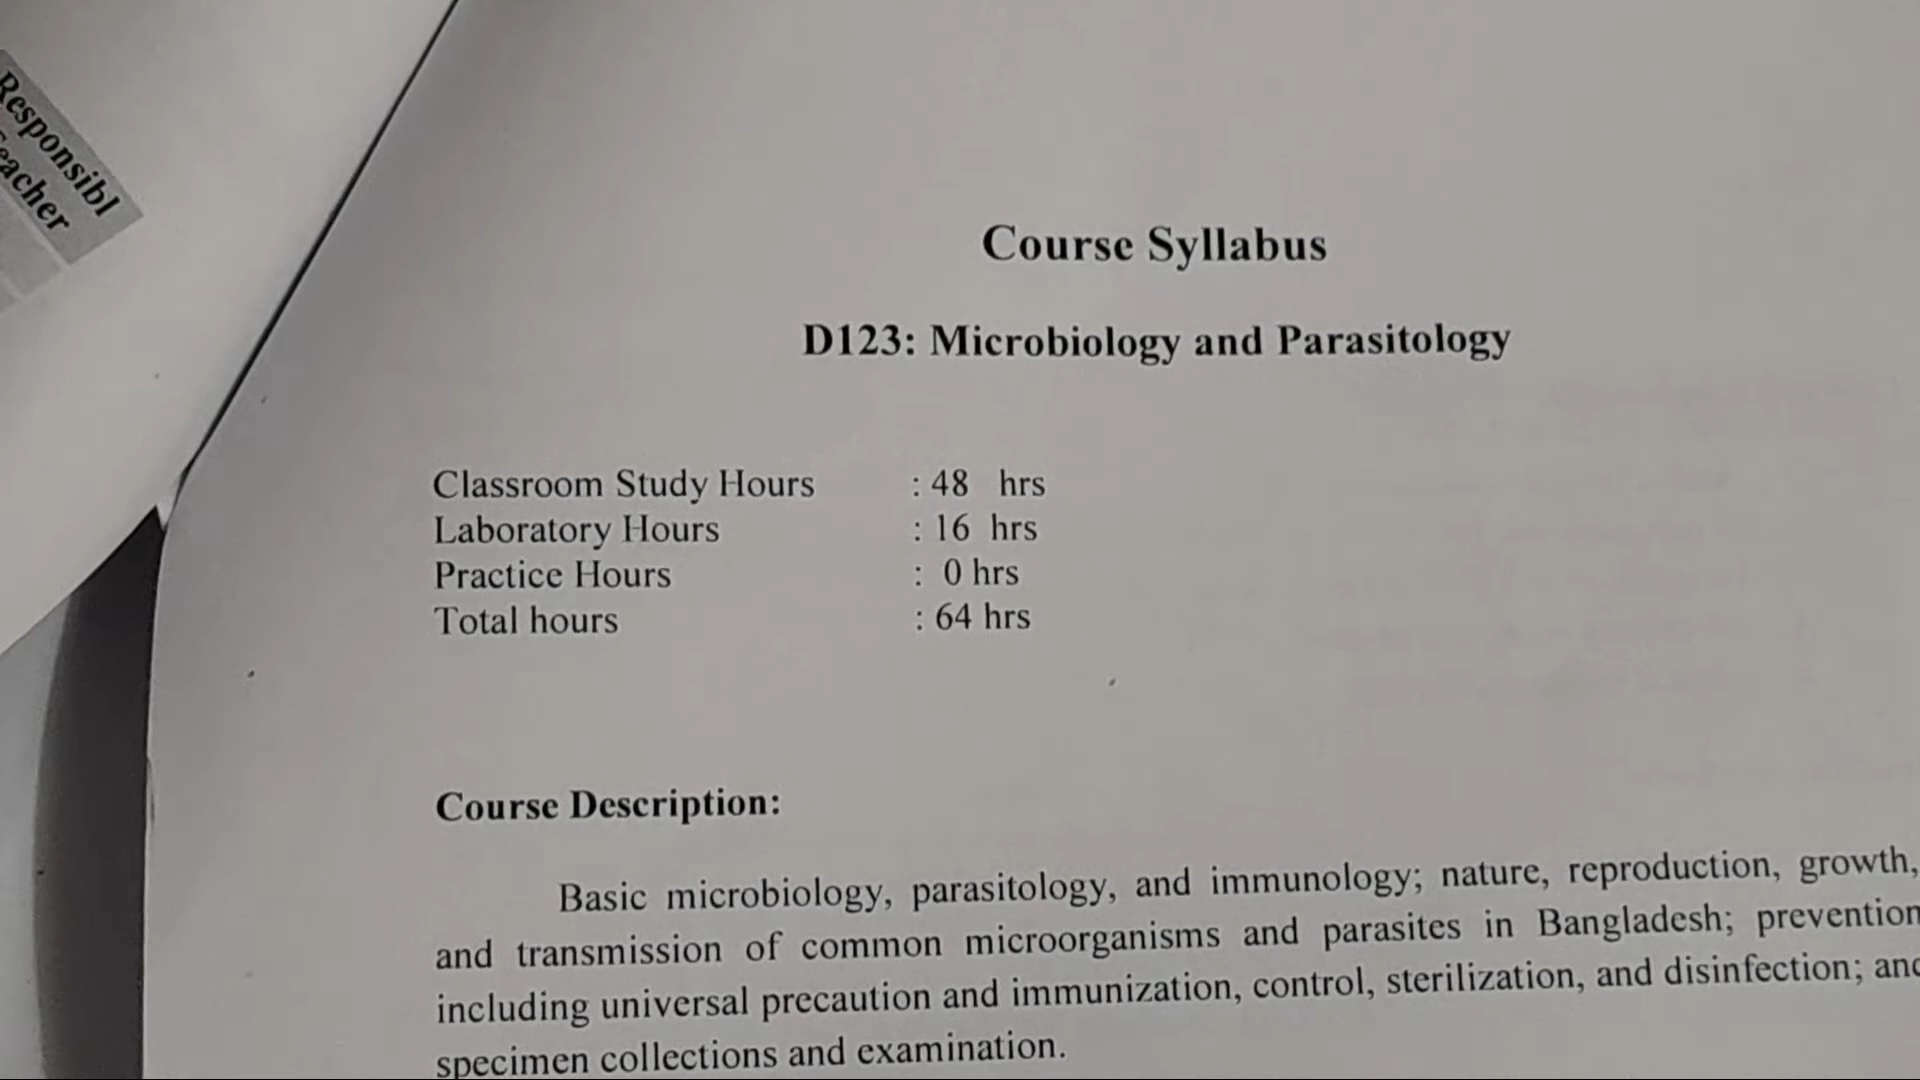 Responsibl
Teacher
Course Syllabus
D123: Microbiology and Parasitology
Classroom Study Hours : 48 hrs
Laboratory Hours : 16 hrs
Practice Hours : 0 hrs
Total hours : 64 hrs
Course Description:
Basic microbiology, parasitology, and immunology; nature, reproduction, growth,
and transmission of common microorganisms and parasites in Bangladesh; prevention
including universal precaution and immunization, control, sterilization, and disinfection; and
specimen collections and examination.